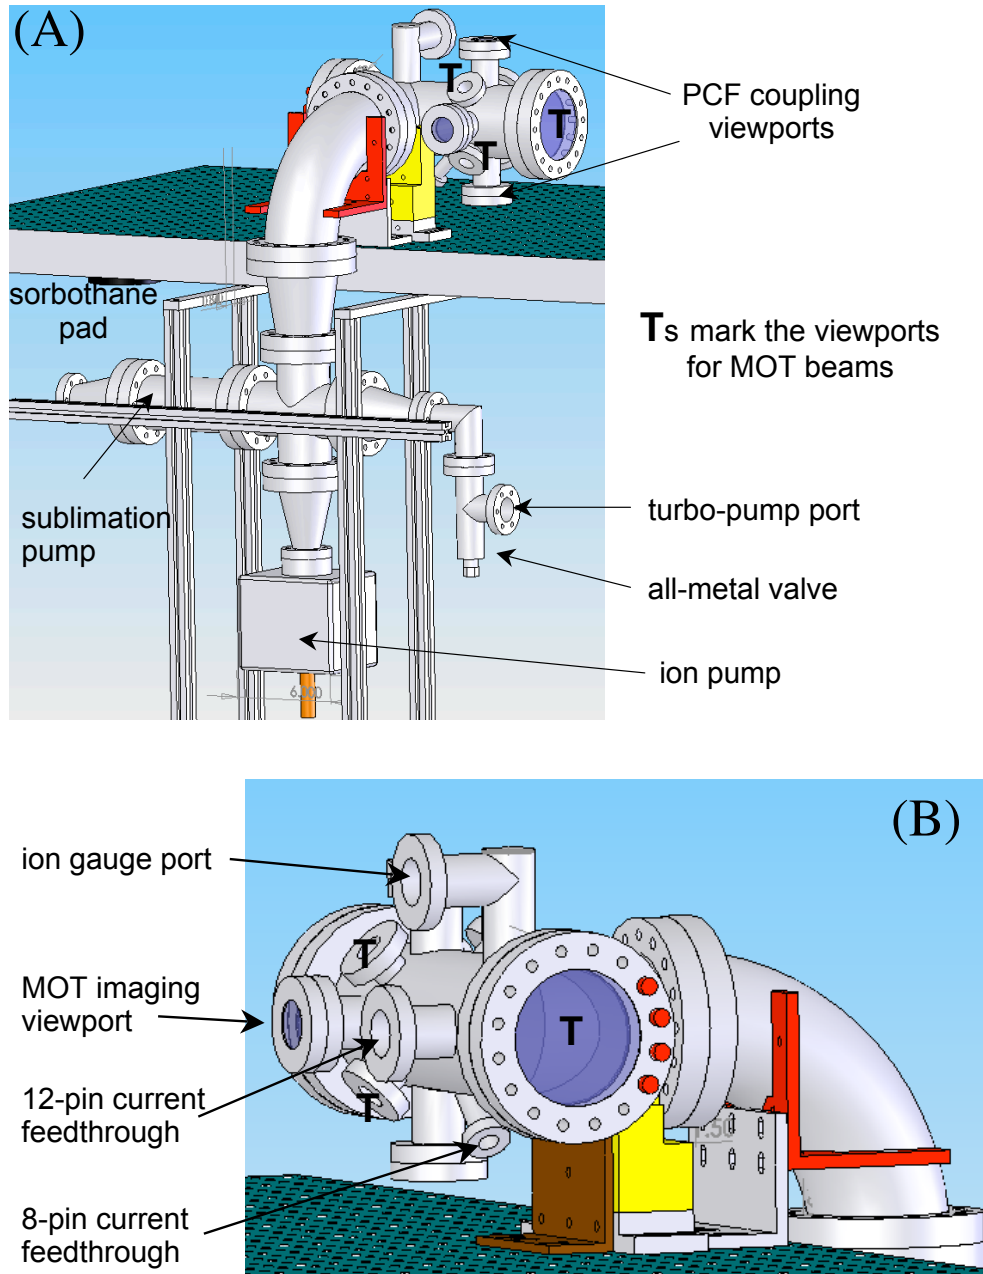 (A)
T
T
T
PCF coupling
viewports
sorbothane
pad
Ts mark the viewports
for MOT beams
sublimation
pump
turbo-pump port
all-metal valve
ion pump
(B)
ion gauge port
T
MOT imaging
viewport
T
12-pin current
feedthrough
T
8-pin current
feedthrough